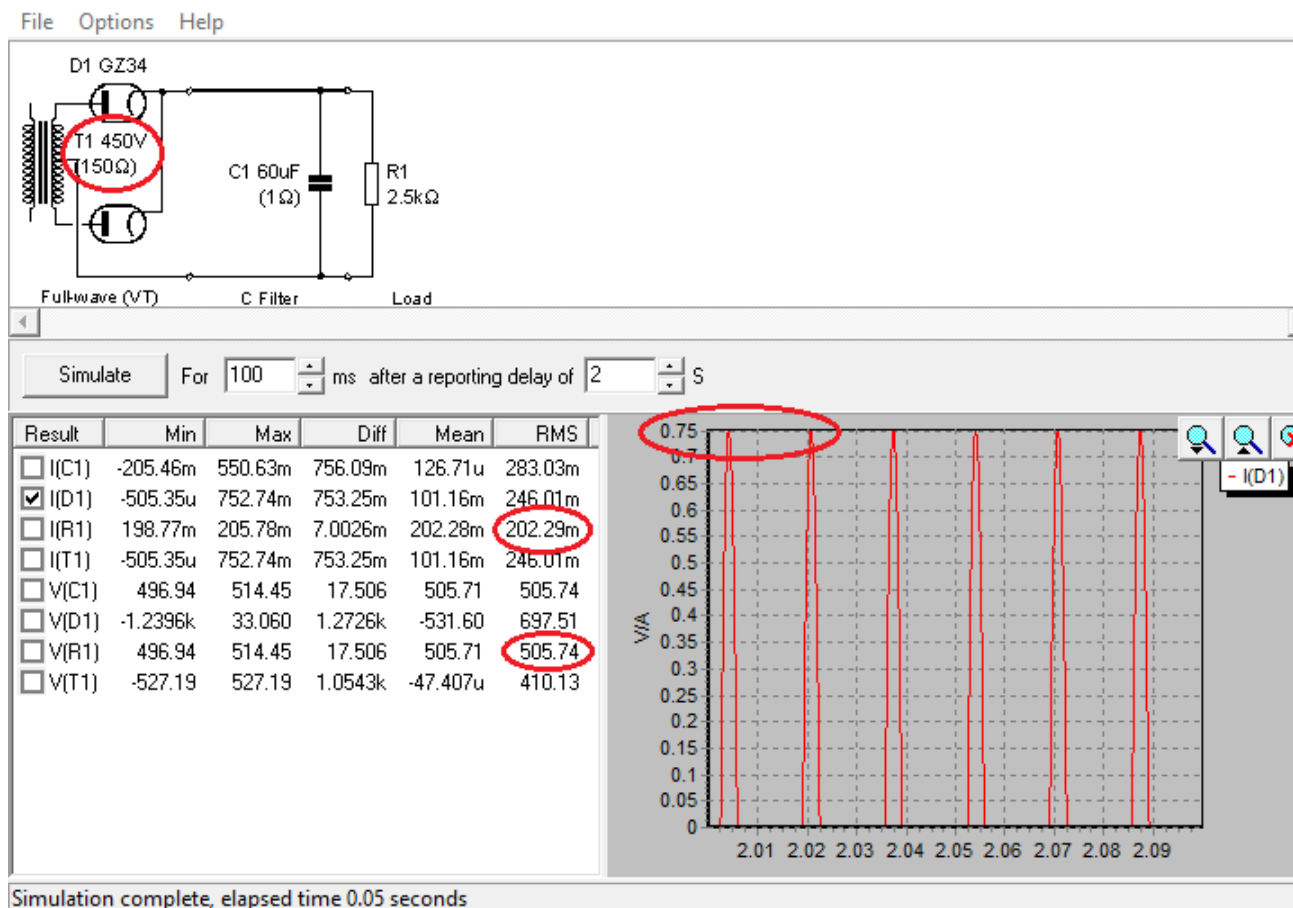 File Options Help
D1 GZ34
T1 450V
(150Ω)
C1 60uF
(1Ω)
R1
2.5kΩ
Full-wave (VT) C Filter Load
Simulate For 100 ms after a reporting delay of 2 S
Result Min Max Diff Mean RMS
I(C1) -205.46m 550.63m 756.09m 126.71u 283.03m
I(D1) -505.35u 752.74m 753.25m 101.16m 246.01m
I(R1) 198.77m 205.78m 7.0026m 202.28m 202.29m
I(T1) -505.35u 752.74m 753.25m 101.16m 246.01m
V(C1) 496.94 514.45 17.506 505.71 505.74
V(D1) -1.2396k 33.060 1.2726k -531.60 697.51
V(R1) 496.94 514.45 17.506 505.71 505.74
V(T1) -527.19 527.19 1.0543k -47.407u 410.13
0.75
0.7
0.65
0.6
0.55
0.5
0.45
0.4
0.35
0.3
0.25
0.2
0.15
0.1
0.05
0
V/A
I(D1)
2.01 2.02 2.03 2.04 2.05 2.06 2.07 2.08 2.09
Simulation complete, elapsed time 0.05 seconds